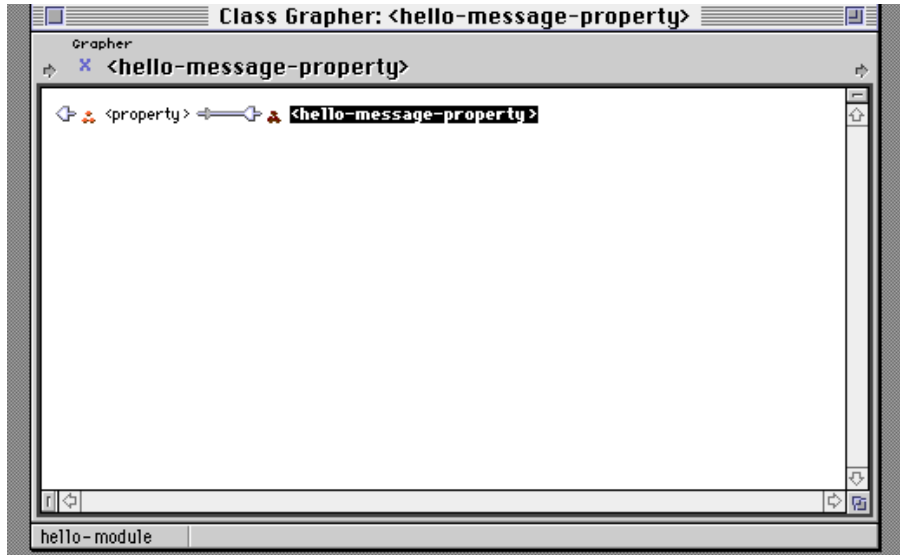 Class Grapher: <hello-message-property>
Grapher
<hello-message-property>
<property> <hello-message-property>
hello-module